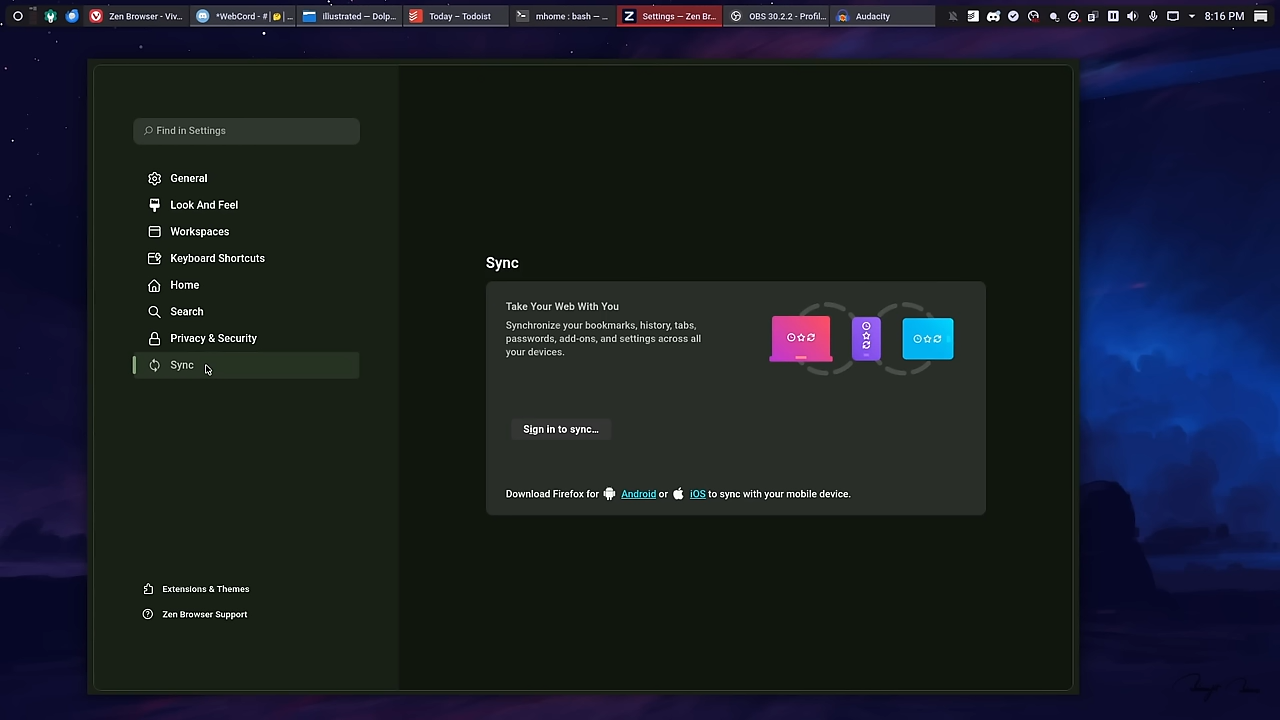 Zen Browser - Viv...
*WebCord - # | 🤔 | ...
Illustrated — Dolp...
Today – Todoist
mhome : bash — ...
Settings — Zen Br...
OBS 30.2.2 - Profil...
Audacity
8:16 PM
Find in Settings
General
Look And Feel
Workspaces
Keyboard Shortcuts
Home
Search
Privacy & Security
Sync
Extensions & Themes
Zen Browser Support
Sync
Take Your Web With You
Synchronize your bookmarks, history, tabs,
passwords, add-ons, and settings across all
your devices.
Sign in to sync...
Download Firefox for Android or iOS to sync with your mobile device.